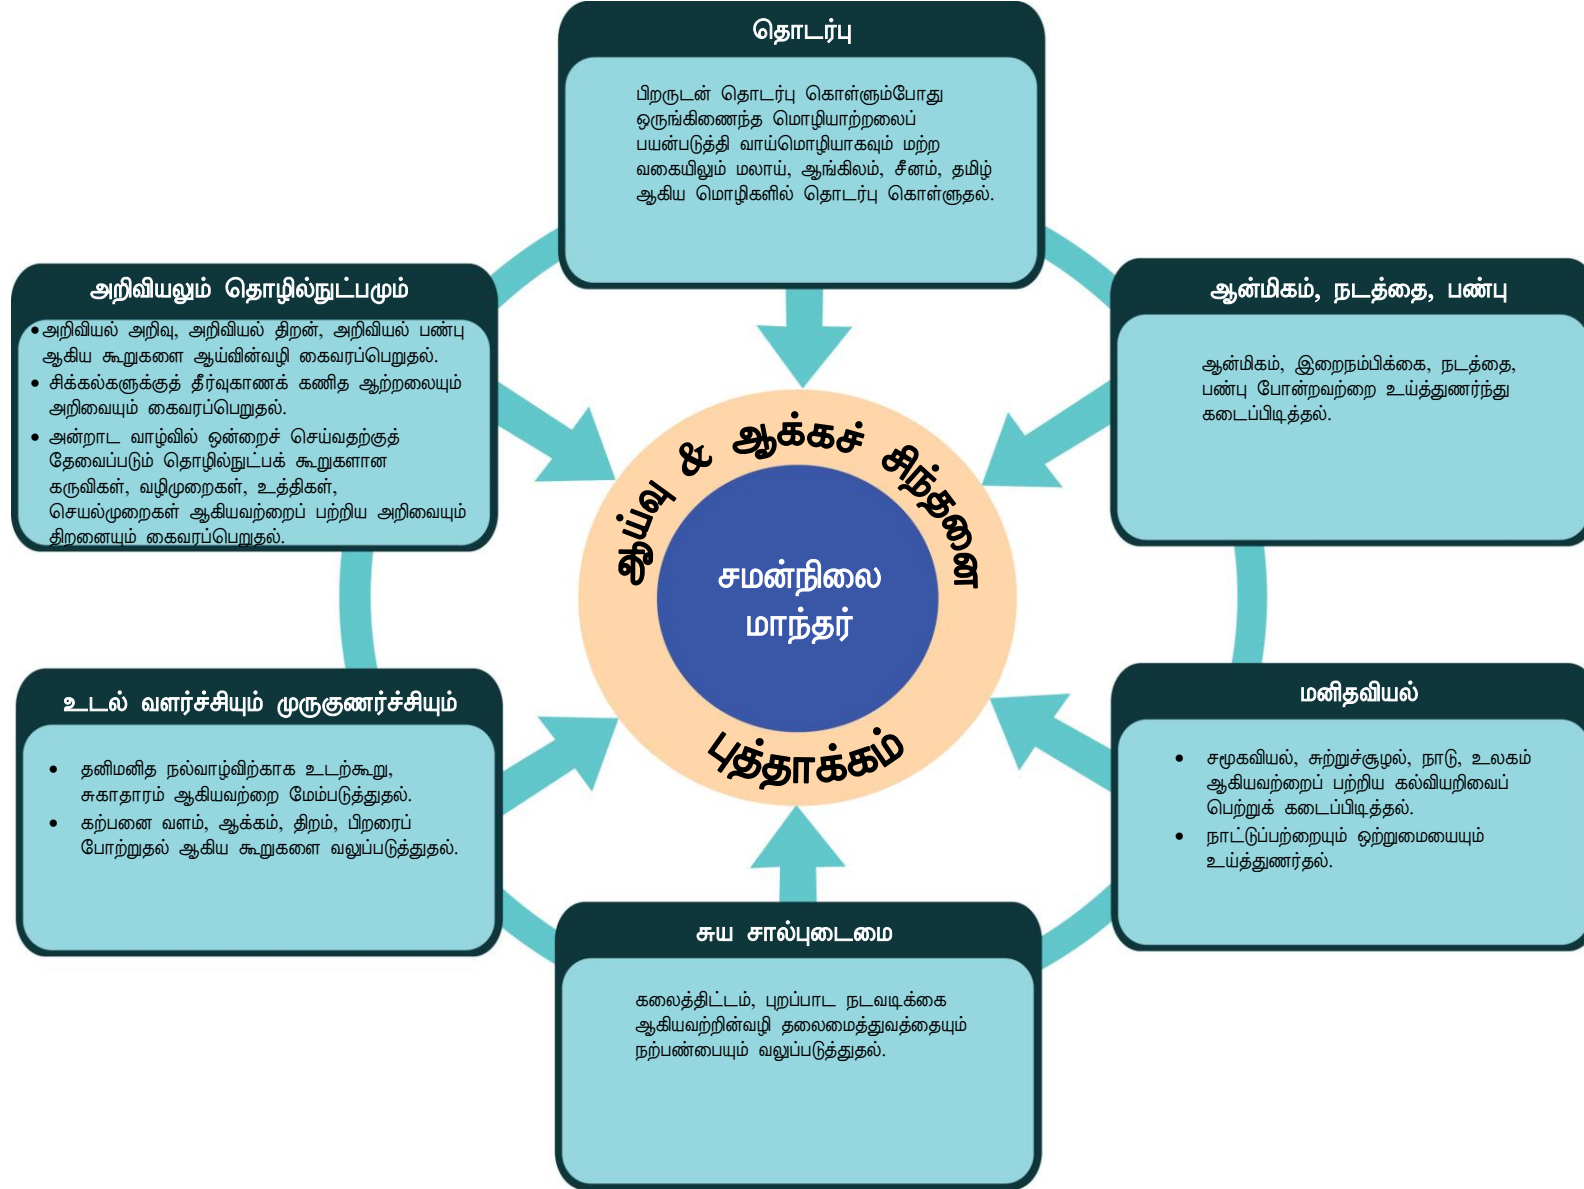 தொடர்பு
பிறருடன் தொடர்பு கொள்ளும்போது
ஒருங்கிணைந்த மொழியாற்றலைப்
பயன்படுத்தி வாய்மொழியாகவும் மற்ற
வகையிலும் மலாய், ஆங்கிலம், சீனம், தமிழ்
ஆகிய மொழிகளில் தொடர்பு கொள்ளுதல்.
ஆன்மிகம், நடத்தை, பண்பு
ஆன்மிகம், இறைநம்பிக்கை, நடத்தை,
பண்பு போன்றவற்றை உய்த்துணர்ந்து
கடைப்பிடித்தல்.
மனிதவியல்
• சமூகவியல், சுற்றுச்சூழல், நாடு, உலகம்
ஆகியவற்றைப் பற்றிய கல்வியறிவைப்
பெற்றுக் கடைப்பிடித்தல்.
• நாட்டுப்பற்றையும் ஒற்றுமையையும்
உய்த்துணர்தல்.
சுய சால்புடைமை
கலைத்திட்டம், புறப்பாட நடவடிக்கை
ஆகியவற்றின்வழி தலைமைத்துவத்தையும்
நற்பண்பையும் வலுப்படுத்துதல்.
உடல் வளர்ச்சியும் முருகுணர்ச்சியும்
• தனிமனித நல்வாழ்விற்காக உடற்கூறு,
சுகாதாரம் ஆகியவற்றை மேம்படுத்துதல்.
• கற்பனை வளம், ஆக்கம், திறம், பிறரைப்
போற்றுதல் ஆகிய கூறுகளை வலுப்படுத்துதல்.
அறிவியலும் தொழில்நுட்பமும்
• அறிவியல் அறிவு, அறிவியல் திறன், அறிவியல் பண்பு
ஆகிய கூறுகளை ஆய்வின்வழி கைவரப்பெறுதல்.
• சிக்கல்களுக்குத் தீர்வுகாணக் கணித ஆற்றலையும்
அறிவையும் கைவரப்பெறுதல்.
• அன்றாட வாழ்வில் ஒன்றைச் செய்வதற்குத்
தேவைப்படும் தொழில்நுட்பக் கூறுகளான
கருவிகள், வழிமுறைகள், உத்திகள்,
செயல்முறைகள் ஆகியவற்றைப் பற்றிய அறிவையும்
திறனையும் கைவரப்பெறுதல்.
ஆய்வு & ஆக்கச் சிந்தனை
சமன்நிலை
மாந்தர்
புத்தாக்கம்